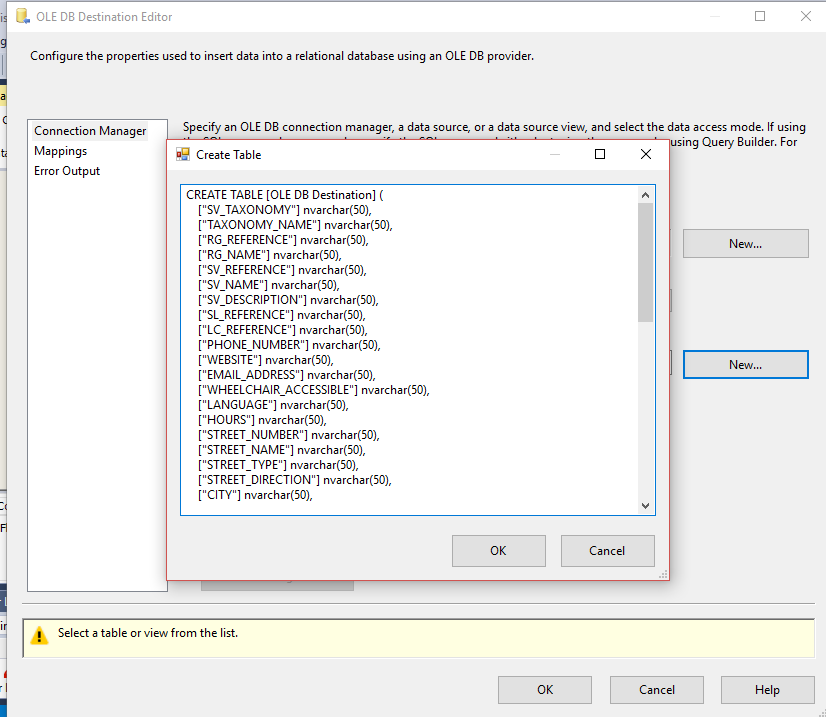 OLE DB Destination Editor
Configure the properties used to insert data into a relational database using an OLE DB provider.
Connection Manager
Mappings
Error Output
Specify an OLE DB connection manager, a data source, or a data source view, and select the data access mode. If using
using Query Builder. For
Create Table
CREATE TABLE [OLE DB Destination] (
["SV_TAXONOMY"] nvarchar(50),
["TAXONOMY_NAME"] nvarchar(50),
["RG_REFERENCE"] nvarchar(50),
["RG_NAME"] nvarchar(50),
["SV_REFERENCE"] nvarchar(50),
["SV_NAME"] nvarchar(50),
["SV_DESCRIPTION"] nvarchar(50),
["SL_REFERENCE"] nvarchar(50),
["LC_REFERENCE"] nvarchar(50),
["PHONE_NUMBER"] nvarchar(50),
["WEBSITE"] nvarchar(50),
["EMAIL_ADDRESS"] nvarchar(50),
["WHEELCHAIR_ACCESSIBLE"] nvarchar(50),
["LANGUAGE"] nvarchar(50),
["HOURS"] nvarchar(50),
["STREET_NUMBER"] nvarchar(50),
["STREET_NAME"] nvarchar(50),
["STREET_TYPE"] nvarchar(50),
["STREET_DIRECTION"] nvarchar(50),
["CITY"] nvarchar(50),
OK
Cancel
New...
New...
Select a table or view from the list.
OK
Cancel
Help